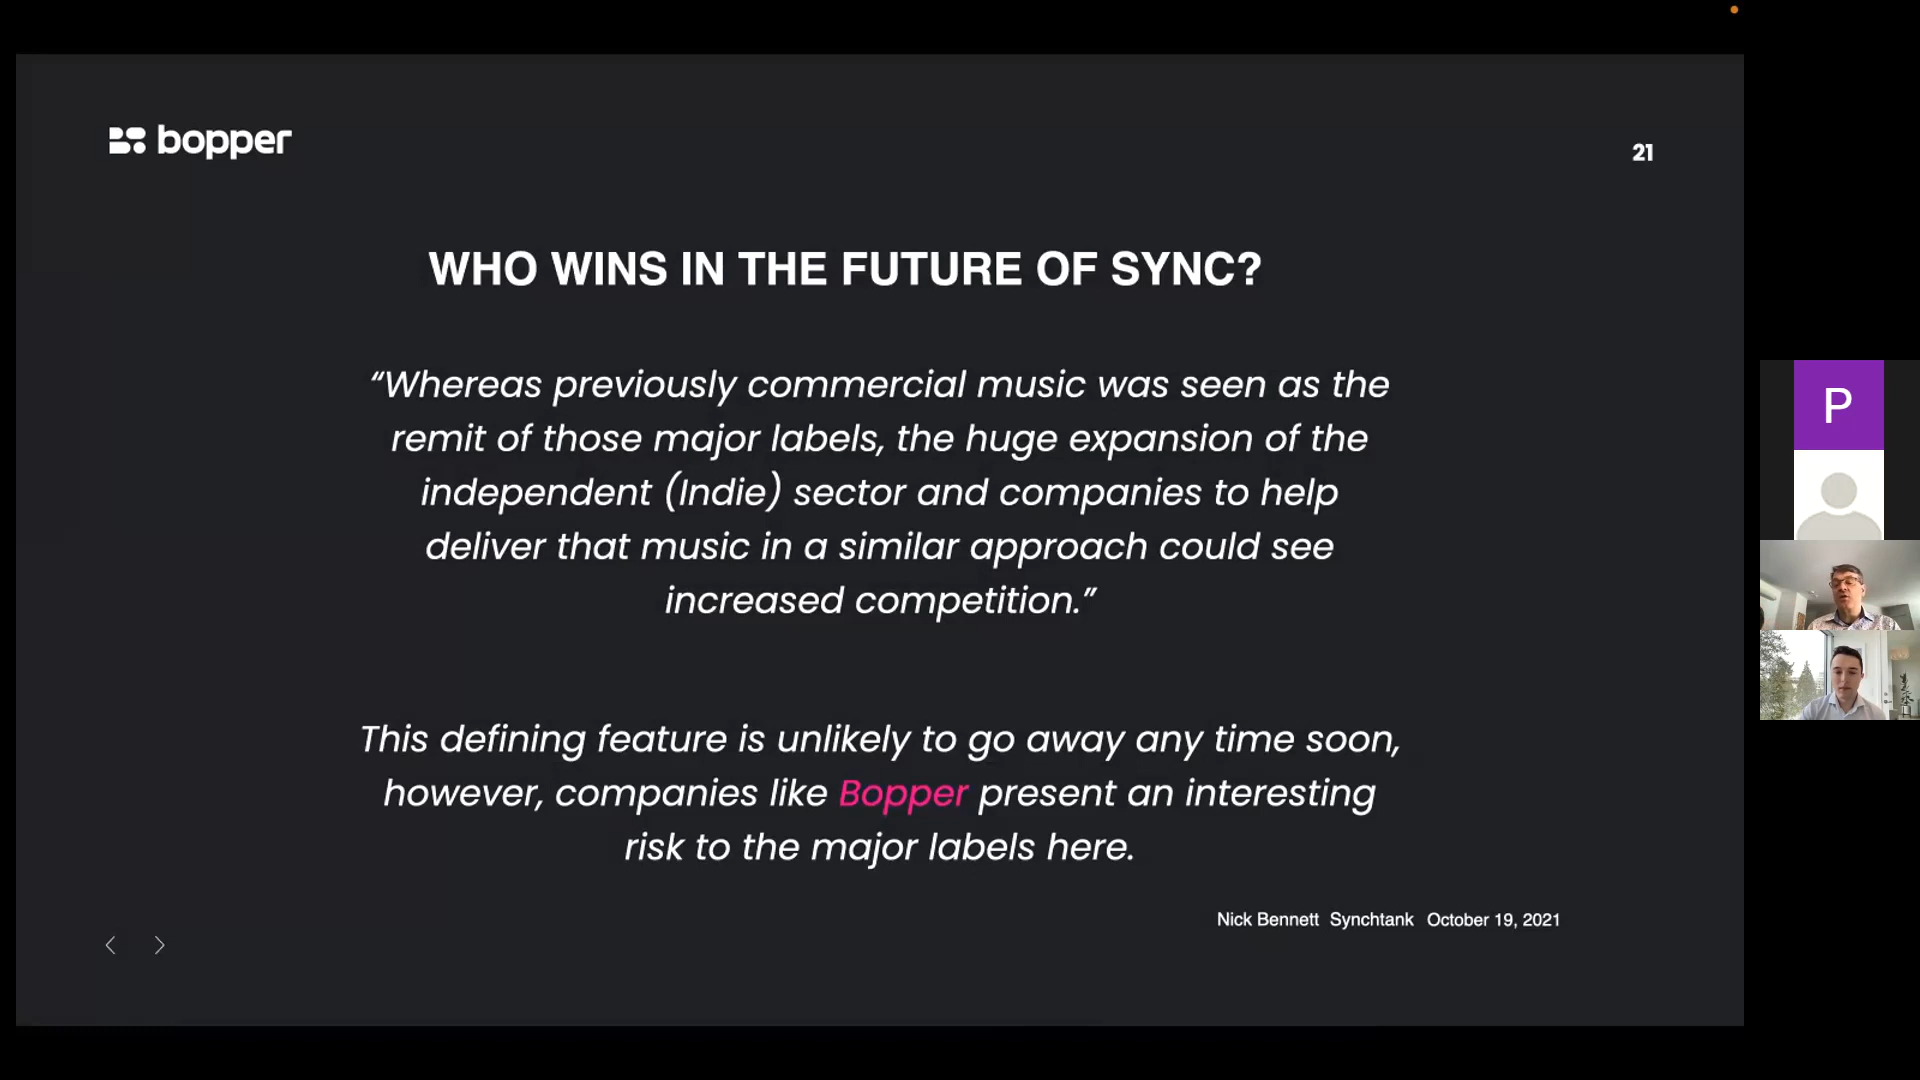 bopper
21
WHO WINS IN THE FUTURE OF SYNC?
“Whereas previously commercial music was seen as the
remit of those major labels, the huge expansion of the
independent (Indie) sector and companies to help
deliver that music in a similar approach could see
increased competition.”
This defining feature is unlikely to go away any time soon,
however, companies like Bopper present an interesting
risk to the major labels here.
Nick Bennett Synchtank October 19, 2021
P